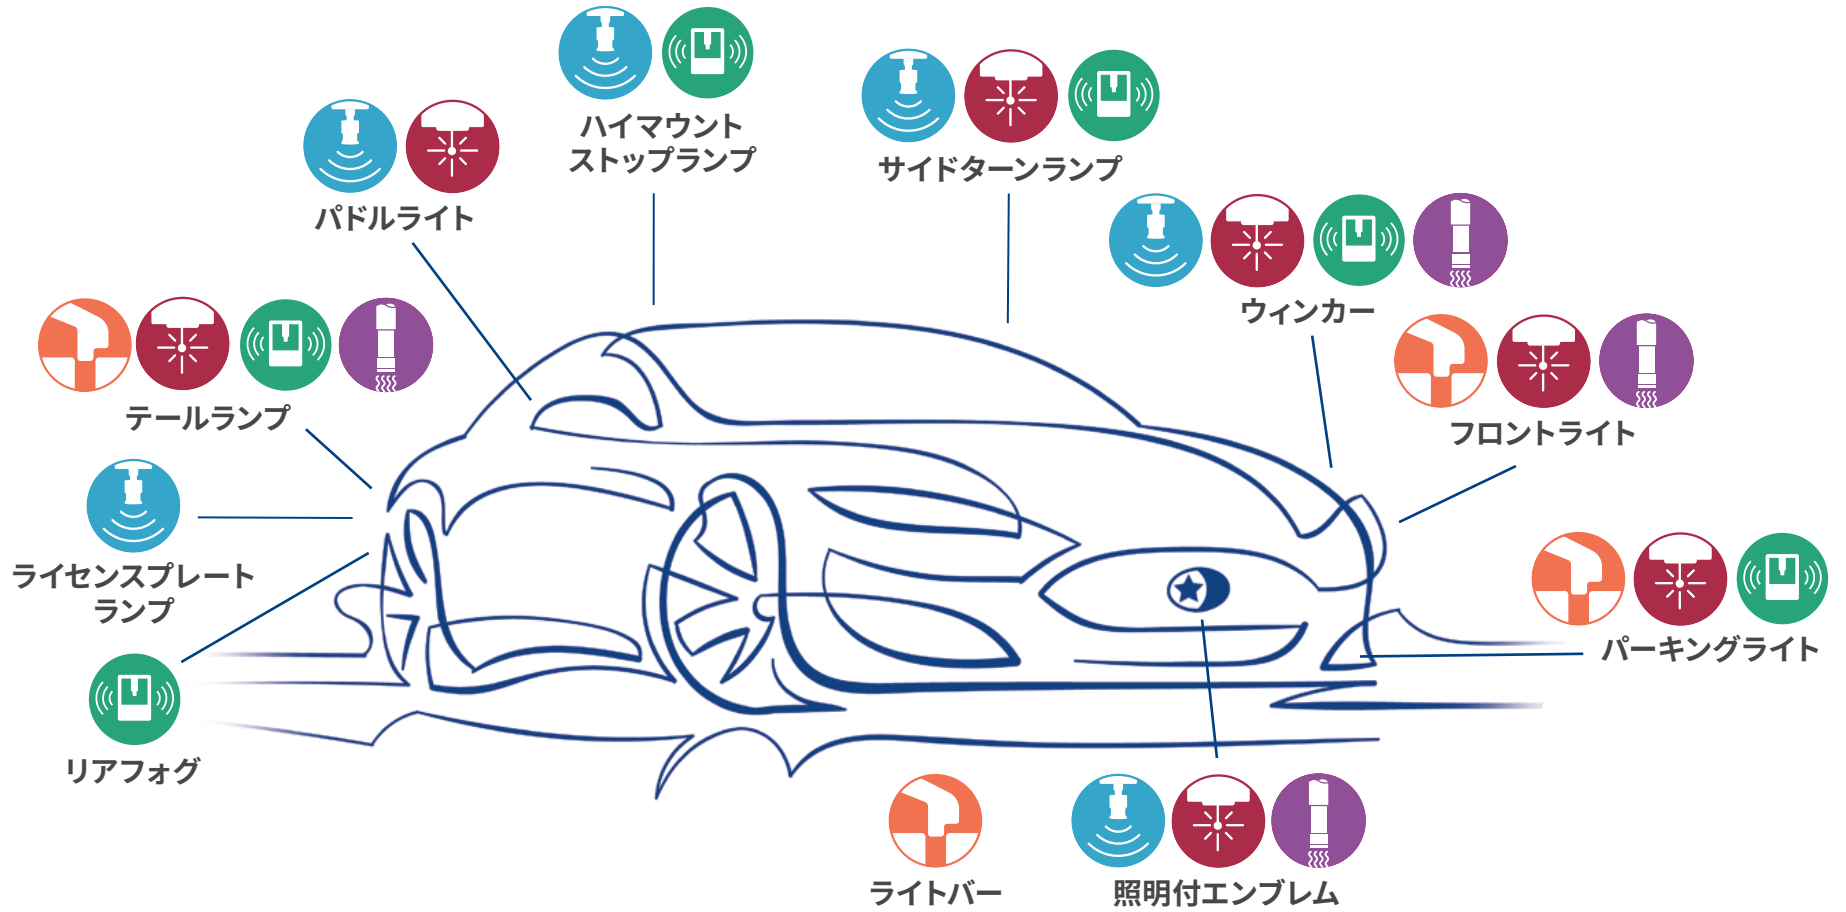 ハイマウント
ストップランプ
サイドターンランプ
パドルライト
ウィンカー
テールランプ
フロントライト
ライセンスプレート
ランプ
パーキングライト
リアフォグ
ライトバー
照明付エンブレム